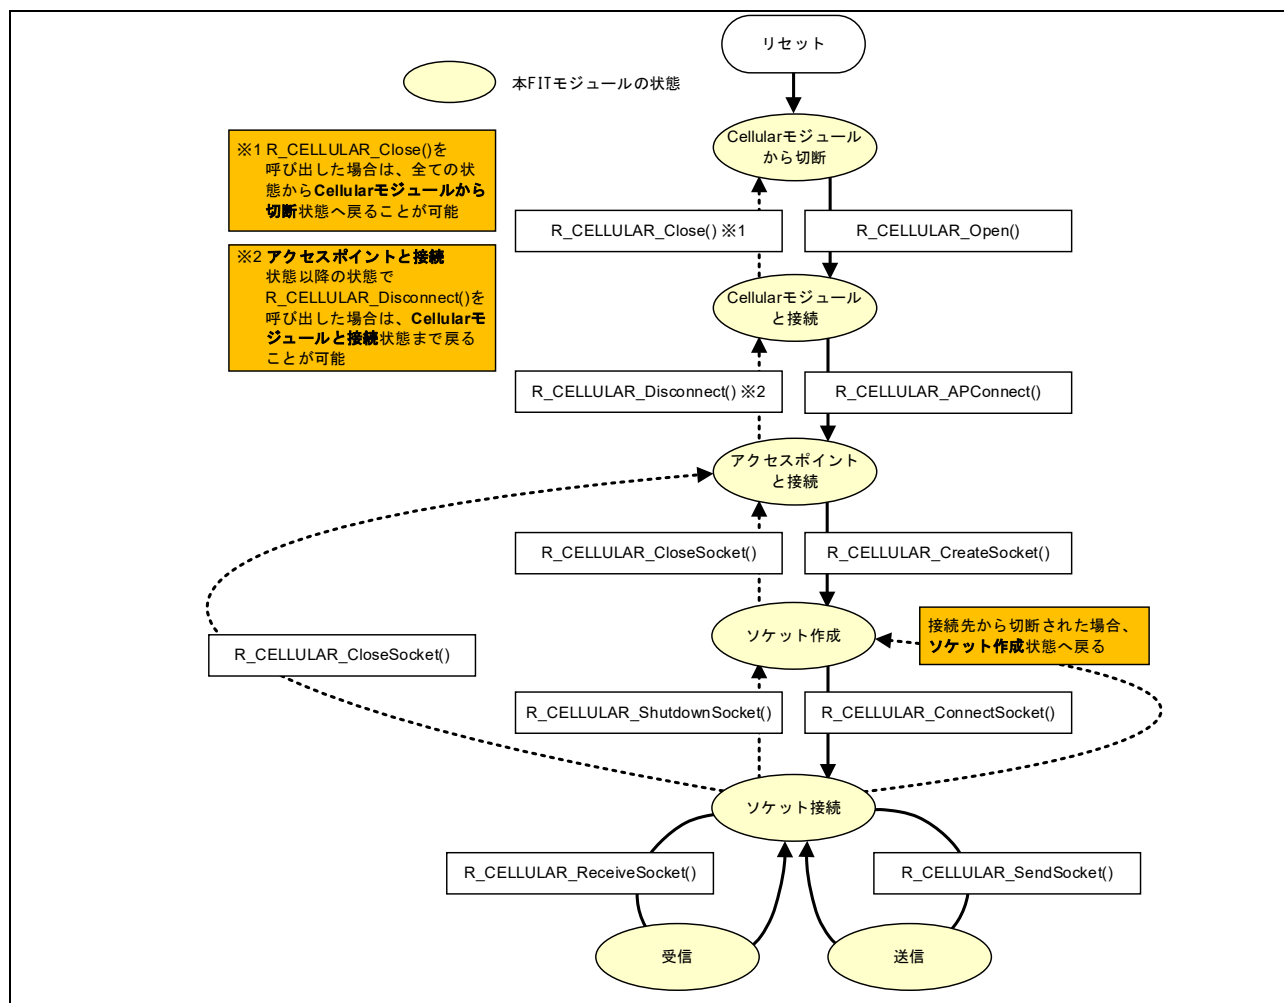 リセット
本FITモジュールの状態
Cellularモジュール
から切断
※1 R_CELLULAR_Close()を
呼び出した場合は、全ての状
態からCellularモジュールから
切断状態へ戻ることが可能
R_CELLULAR_Close() ※1
R_CELLULAR_Open()
※2 アクセスポイントと接続
状態以降の状態で
R_CELLULAR_Disconnect()を
呼び出した場合は、Cellularモ
ジュールと接続状態まで戻る
ことが可能
Cellularモジュール
と接続
R_CELLULAR_Disconnect() ※2
R_CELLULAR_APConnect()
アクセスポイント
と接続
R_CELLULAR_CloseSocket()
R_CELLULAR_CreateSocket()
ソケット作成
接続先から切断された場合、
ソケット作成状態へ戻る
R_CELLULAR_CloseSocket()
R_CELLULAR_ShutdownSocket()
R_CELLULAR_ConnectSocket()
ソケット接続
R_CELLULAR_ReceiveSocket()
R_CELLULAR_SendSocket()
受信
送信